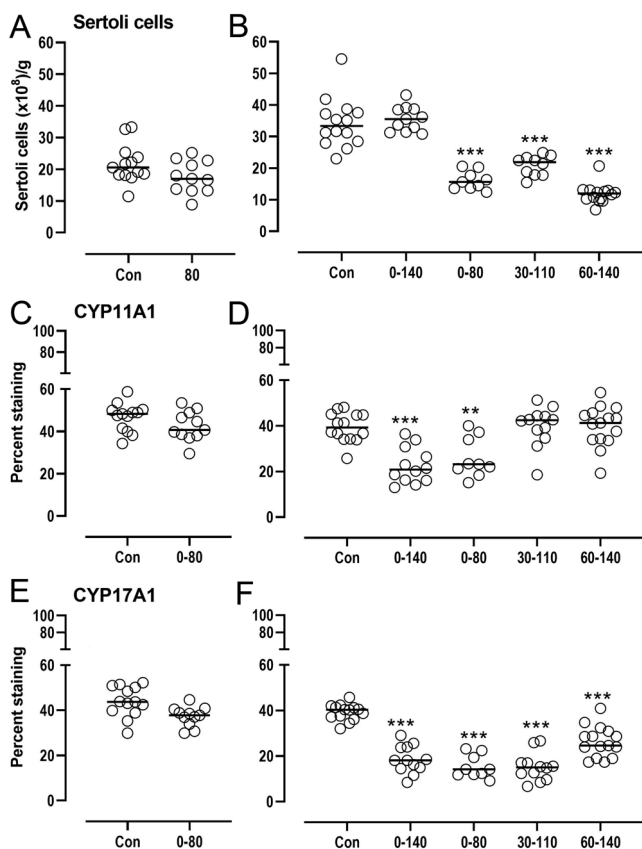 A Sertoli cells B
60 60
50 50
40 40
30 30
20 20
10 10
0 0
Sertoli cells (x10⁸)/g
*** *** ***
Con 80 Con 0-140 0-80 30-110 60-140
C CYP11A1 D
100 100
80 80
60 60
40 40
20 20
0 0
Percent staining
*** **
Con 0-80 Con 0-140 0-80 30-110 60-140
E CYP17A1 F
100 100
80 80
60 60
40 40
20 20
0 0
Percent staining
*** *** *** ***
Con 0-80 Con 0-140 0-80 30-110 60-140